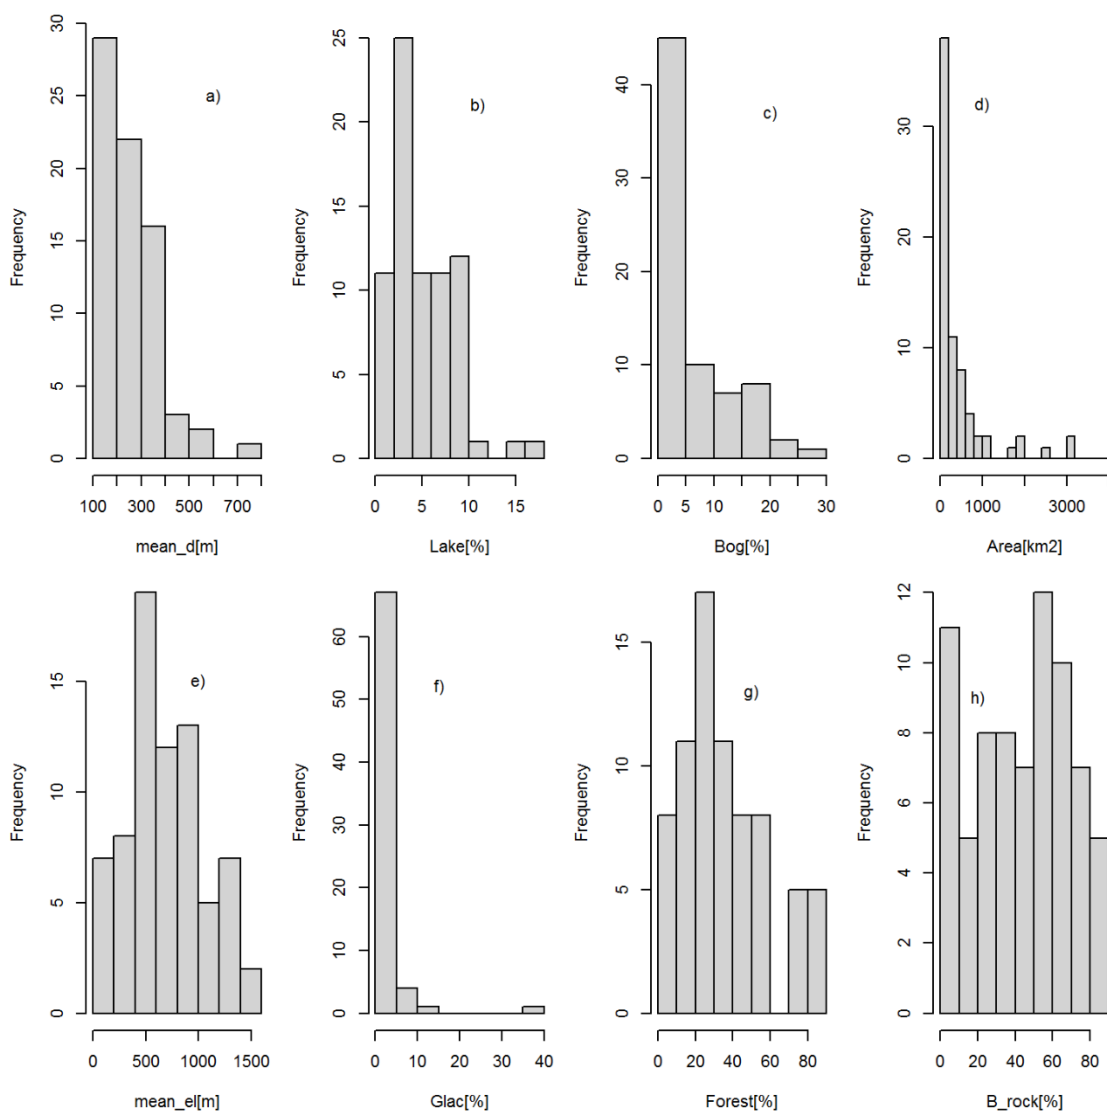 a)
Frequency
0 5 10 15 20 25 30
100 300 500 700
mean_d[m]
b)
Frequency
0 5 10 15 20 25
0 5 10 15
Lake[%]
c)
Frequency
0 10 20 30 40
0 5 10 20 30
Bog[%]
d)
Frequency
0 10 20 30
0 1000 3000
Area[km2]
e)
Frequency
0 5 10 15
0 500 1000 1500
mean_el[m]
f)
Frequency
0 10 20 30 40 50 60
0 10 20 30 40
Glac[%]
g)
Frequency
0 5 10 15
0 20 40 60 80
Forest[%]
h)
Frequency
0 2 4 6 8 10 12
0 20 40 60 80
B_rock[%]